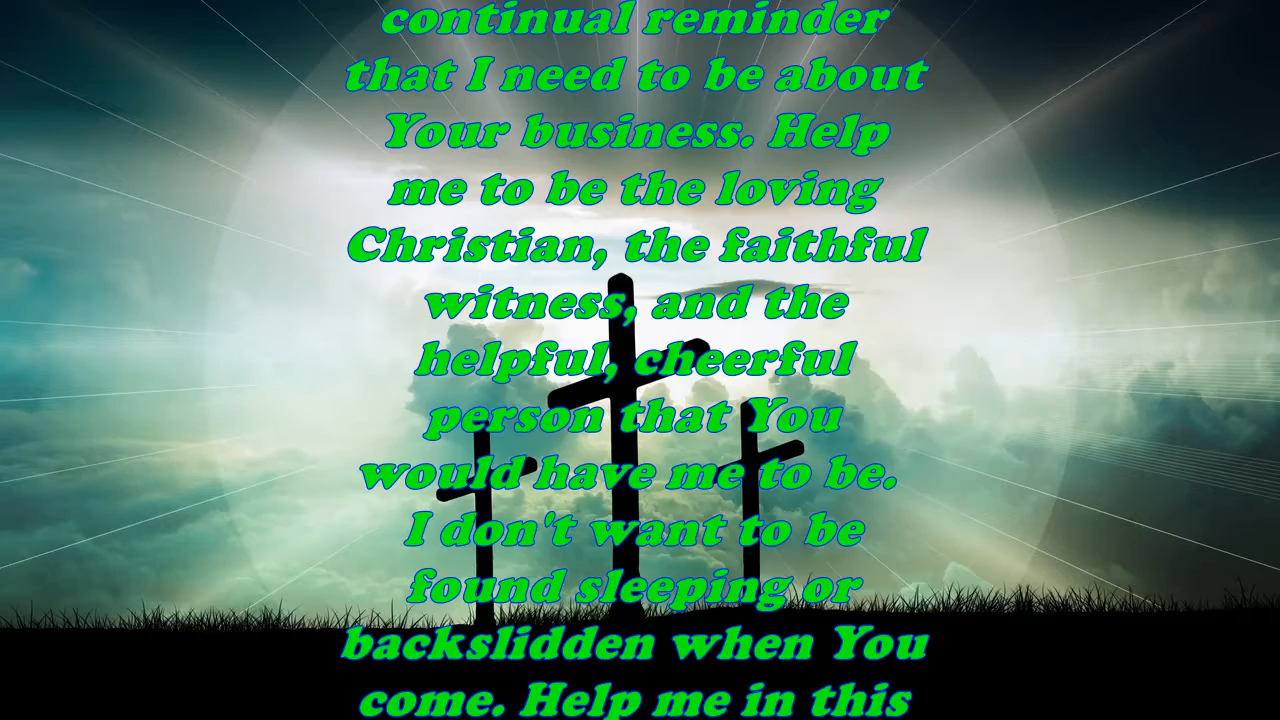 continual reminder
that I need to be about
Your business. Help
me to be the loving
Christian, the faithful
witness, and the
helpful, cheerful
person that You
would have me to be.
I don't want to be
found sleeping or
backslidden when You
come. Help me in this